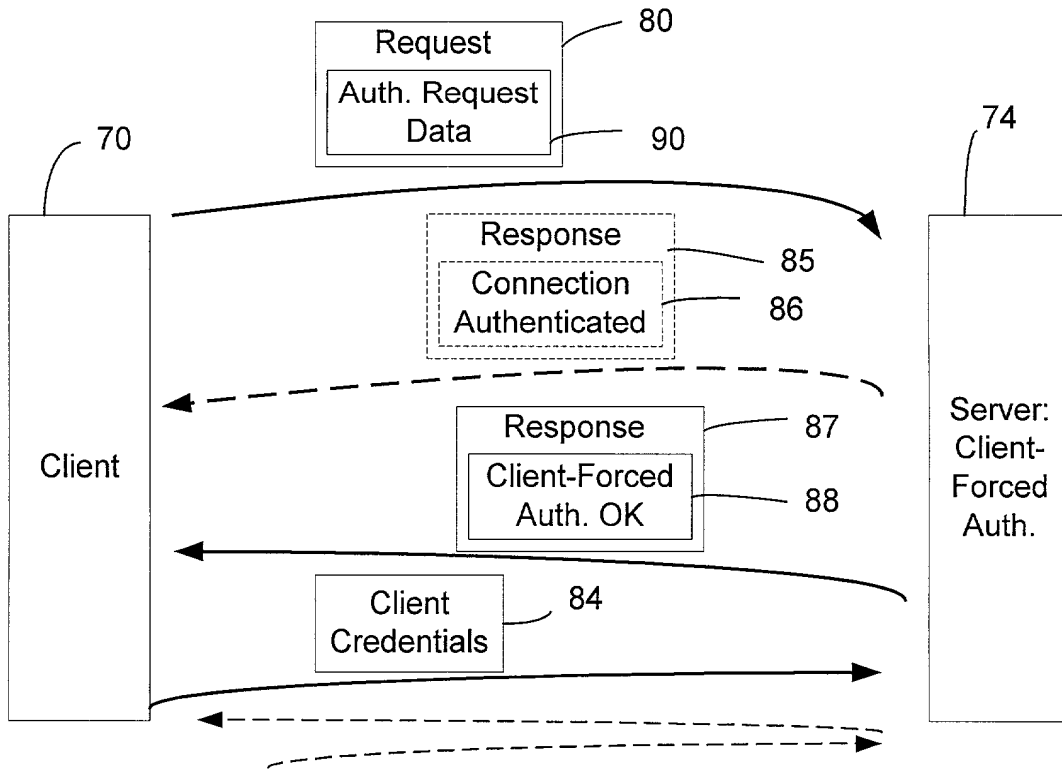 Request
80
Auth. Request
Data
90
70
74
Response
85
Connection
Authenticated
86
Response
87
Client-Forced
Auth. OK
88
Client
Server:
Client-
Forced
Auth.
Client
Credentials
84